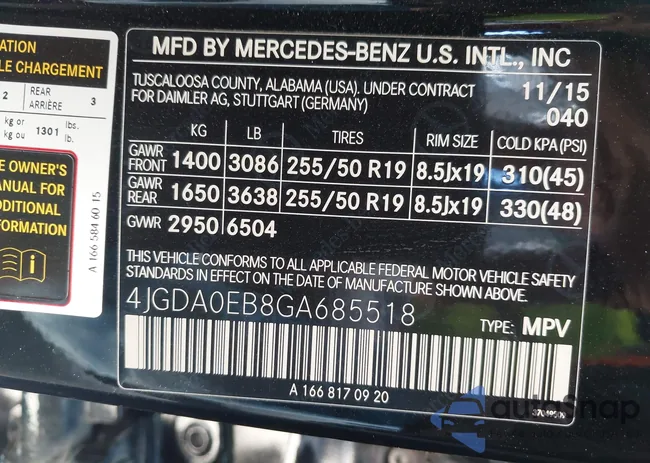 ATION
LE CHARGEMENT
2 REAR ARRIÈRE 3
kg or lbs.
kg ou 1301 lb.
E OWNER'S
ANUAL FOR
DDITIONAL
FORMATION
A 166 584 60 15
MFD BY MERCEDES-BENZ U.S. INTL., INC
TUSCALOOSA COUNTY, ALABAMA (USA). UNDER CONTRACT 11/15
FOR DAIMLER AG, STUTTGART (GERMANY) 040
KG LB TIRES RIM SIZE COLD KPA (PSI)
GAWR FRONT 1400 3086 255/50 R19 8.5Jx19 310(45)
GAWR REAR 1650 3638 255/50 R19 8.5Jx19 330(48)
GVWR 2950 6504
THIS VEHICLE CONFORMS TO ALL APPLICABLE FEDERAL MOTOR VEHICLE SAFETY
STANDARDS IN EFFECT ON THE DATE OF MANUFACTURE SHOWN ABOVE.
4JGDA0EB8GA685518 TYPE: MPV
A 166 817 09 20
autoSnap